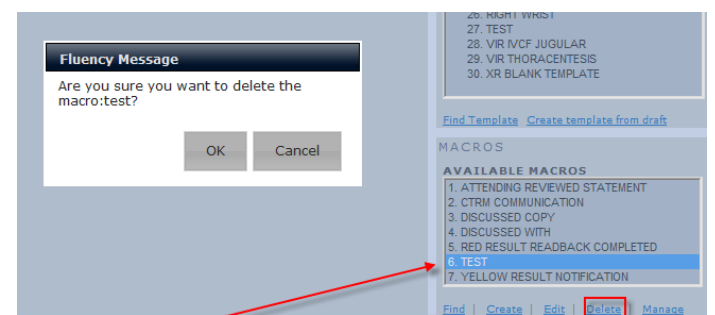 Fluency Message
Are you sure you want to delete the
macro:test?
OK Cancel
26. RIGHT WRIST
27. TEST
28. VIR IVCF JUGULAR
29. VIR THORACENTESIS
30. XR BLANK TEMPLATE
Find Template Create template from draft
MACROS
AVAILABLE MACROS
1. ATTENDING REVIEWED STATEMENT
2. CTRM COMMUNICATION
3. DISCUSSED COPY
4. DISCUSSED WITH
5. RED RESULT READBACK COMPLETED
6. TEST
7. YELLOW RESULT NOTIFICATION
Find | Create | Edit | Delete | Manage